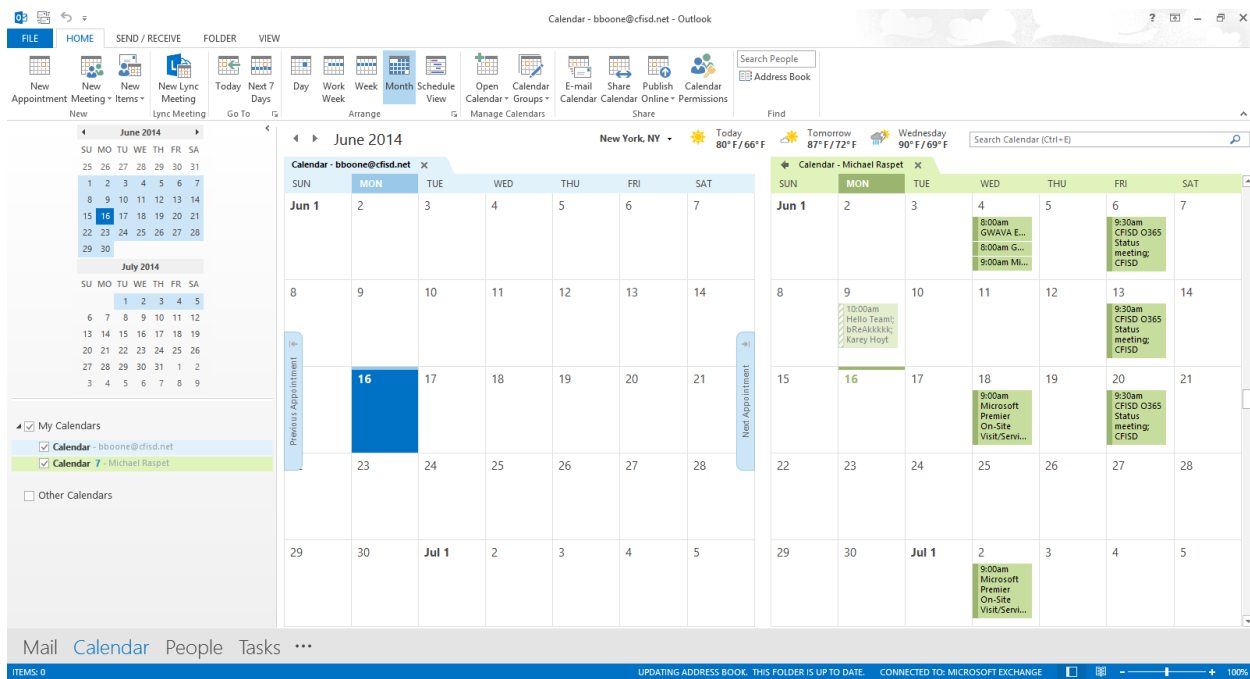 Calendar - bboone@cfisd.net - Outlook
FILE HOME SEND / RECEIVE FOLDER VIEW
New Appointment
New Meeting
New Items
New Lync Meeting
Today
Next 7 Days
Day
Work Week
Week
Month
Schedule View
Open Calendar
Calendar Groups
E-mail Calendar
Share Calendar
Publish Online
Calendar Permissions
Search People
Address Book
New Lync Meeting Go To Arrange Manage Calendars Share Find
June 2014
SU MO TU WE TH FR SA
25 26 27 28 29 30 31
1 2 3 4 5 6 7
8 9 10 11 12 13 14
15 16 17 18 19 20 21
22 23 24 25 26 27 28
29 30
July 2014
SU MO TU WE TH FR SA
1 2 3 4 5
6 7 8 9 10 11 12
13 14 15 16 17 18 19
20 21 22 23 24 25 26
27 28 29 30 31 1 2
3 4 5 6 7 8 9
My Calendars
Calendar - bboone@cfisd.net
Calendar 7 - Michael Raspet
Other Calendars
June 2014
New York, NY
Today
80° F / 66° F
Tomorrow
87° F / 72° F
Wednesday
90° F / 69° F
Search Calendar (Ctrl+E)
Calendar - bboone@cfisd.net
SUN MON TUE WED THU FRI SAT
Jun 1 2 3 4 5 6 7
8 9 10 11 12 13 14
16 17 18 19 20 21
23 24 25 26 27 28
29 30 Jul 1 2 3 4 5
Previous Appointment
Next Appointment
Calendar - Michael Raspet
SUN MON TUE WED THU FRI SAT
Jun 1 2 3 4 5 6 7
8:00am
GWAVA E...
8:00am G...
9:00am Mi...
9:30am
CFISD O365
Status
meeting;
CFISD
8 9 10 11 12 13 14
10:00am
Hello Team!;
bReAkkkkk;
Karey Hoyt
9:30am
CFISD O365
Status
meeting;
CFISD
15 16 17 18 19 20 21
9:00am
Microsoft
Premier
On-Site
Visit/Servi...
9:30am
CFISD O365
Status
meeting;
CFISD
22 23 24 25 26 27 28
29 30 Jul 1 2 3 4 5
9:00am
Microsoft
Premier
On-Site
Visit/Servi...
Mail Calendar People Tasks •••
ITEMS: 0
UPDATING ADDRESS BOOK. THIS FOLDER IS UP TO DATE. CONNECTED TO: MICROSOFT EXCHANGE
100%